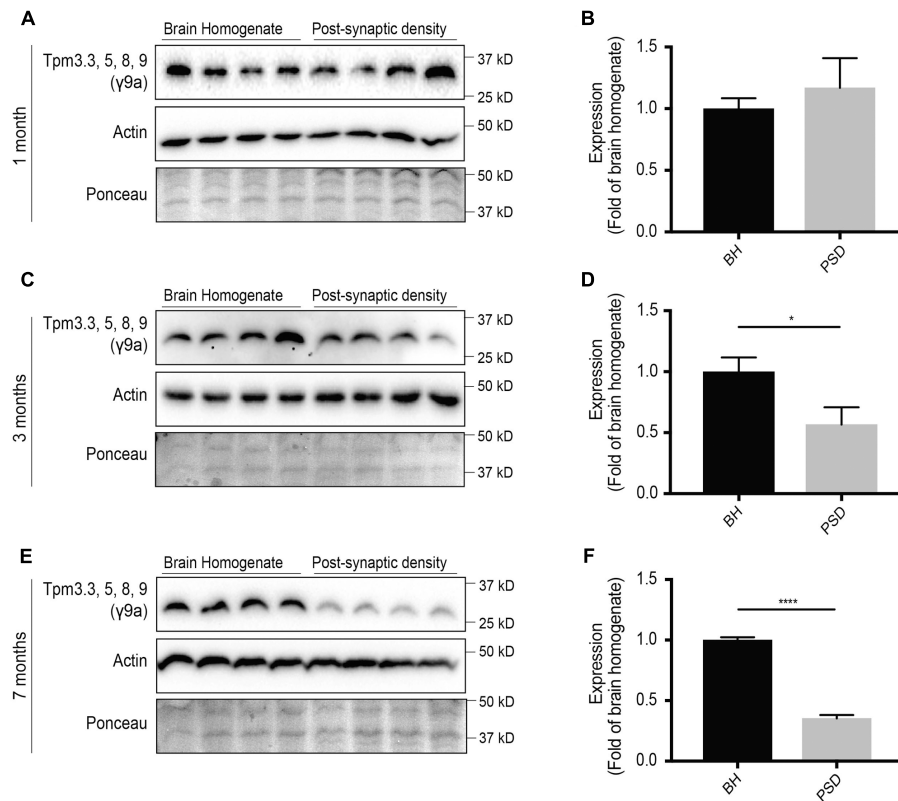 A
B
Brain Homogenate Post-synaptic density
1 month
Tpm3.3, 5, 8, 9
(γ9a)
37 kD
25 kD
Actin
50 kD
Ponceau
50 kD
37 kD
Expression
(Fold of brain homogenate)
1.5
1.0
0.5
0.0
BH
PSD
C
D
Brain Homogenate Post-synaptic density
3 months
Tpm3.3, 5, 8, 9
(γ9a)
37 kD
25 kD
Actin
50 kD
Ponceau
50 kD
37 kD
Expression
(Fold of brain homogenate)
1.5
1.0
0.5
0.0
*
BH
PSD
E
F
Brain Homogenate Post-synaptic density
7 months
Tpm3.3, 5, 8, 9
(γ9a)
37 kD
25 kD
Actin
50 kD
Ponceau
50 kD
37 kD
Expression
(Fold of brain homogenate)
1.5
1.0
0.5
0.0
****
BH
PSD